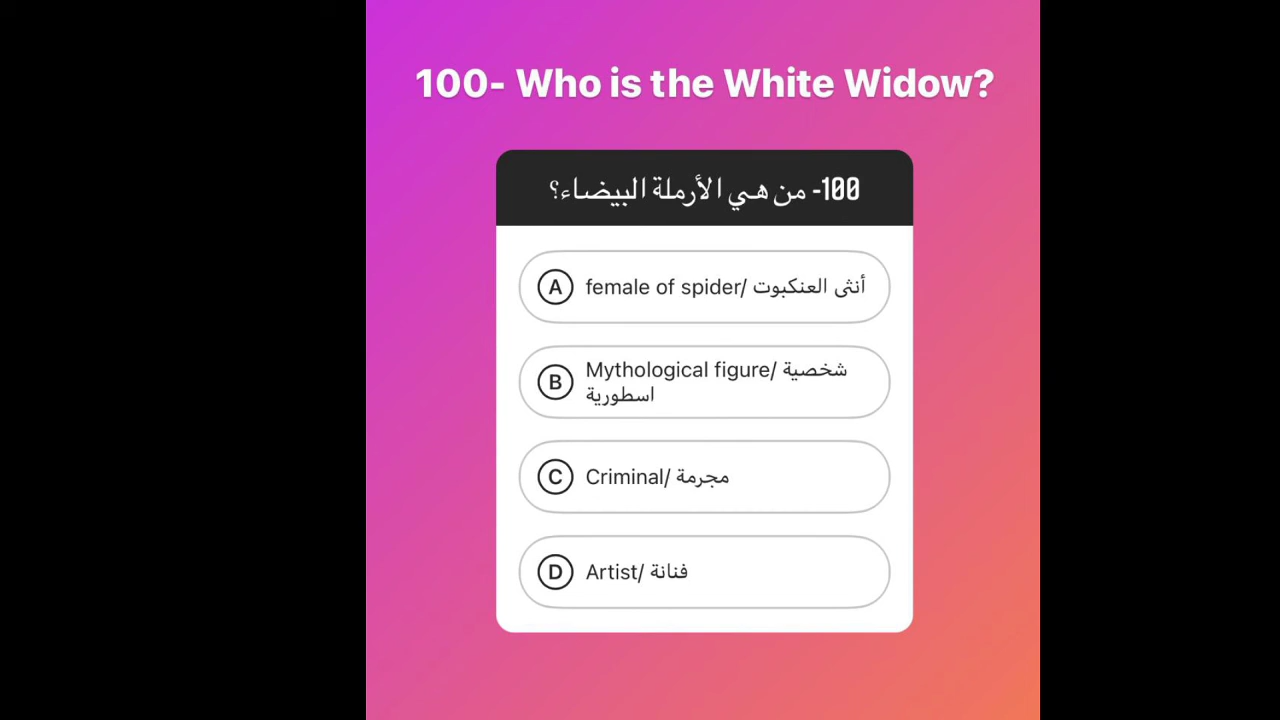 100- Who is the White Widow?
100- من هي الأرملة البيضاء؟
A female of spider/ أنثى العنكبوت
B Mythological figure/ شخصية
اسطورية
C Criminal/ مجرمة
D Artist/ فنانة